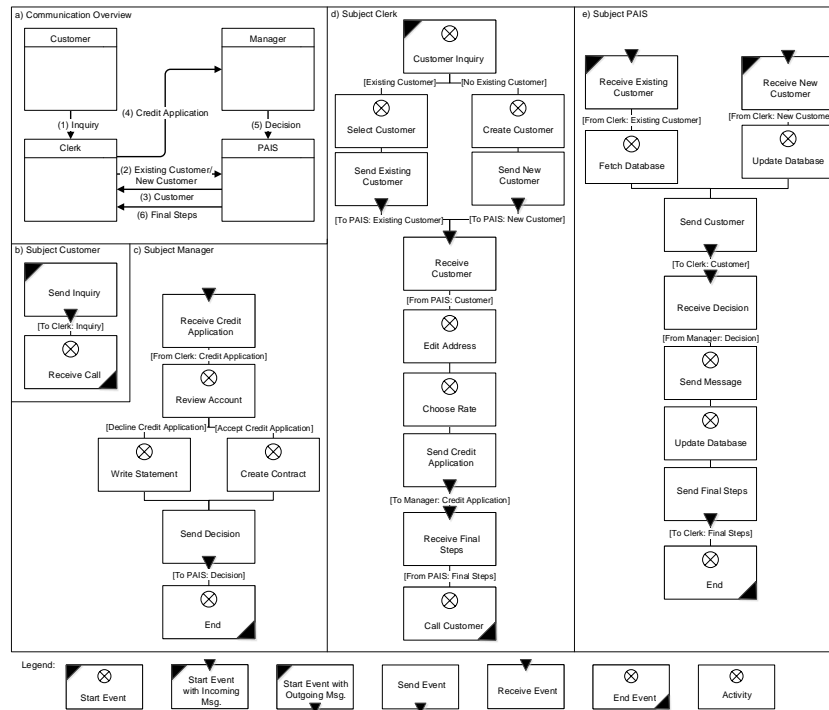 a) Communication Overview
Customer
Manager
(4) Credit Application
(1) Inquiry
(5) Decision
Clerk
PAIS
(2) Existing Customer/
New Customer
(3) Customer
(6) Final Steps
b) Subject Customer
Send Inquiry
[To Clerk: Inquiry]
Receive Call
c) Subject Manager
Receive Credit
Application
[From Clerk: Credit Application]
Review Account
[Decline Credit Application]
[Accept Credit Application]
Write Statement
Create Contract
Send Decision
[To PAIS: Decision]
End
d) Subject Clerk
Customer Inquiry
[Existing Customer]
[No Existing Customer]
Select Customer
Create Customer
Send Existing
Customer
Send New
Customer
[To PAIS: Existing Customer]
[To PAIS: New Customer]
Receive
Customer
[From PAIS: Customer]
Edit Address
Choose Rate
Send Credit
Application
[To Manager: Credit Application]
Receive Final
Steps
[From PAIS: Final Steps]
Call Customer
e) Subject PAIS
Receive Existing
Customer
Receive New
Customer
[From Clerk: Existing Customer]
[From Clerk: New Customer]
Fetch Database
Update Database
Send Customer
[To Clerk: Customer]
Receive Decision
[From Manager: Decision]
Send Message
Update Database
Send Final Steps
[To Clerk: Final Steps]
End
Legend:
Start Event
Start Event
with Incoming
Msg.
Start Event with
Outgoing Msg.
Send Event
Receive Event
End Event
Activity